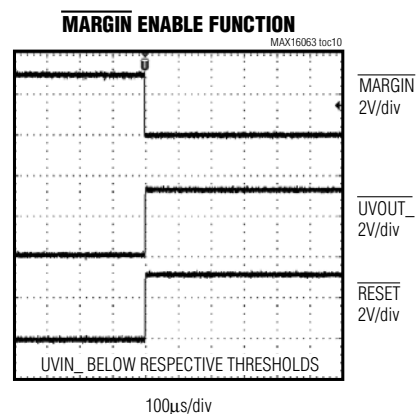 MARGIN ENABLE FUNCTION
MAX16063 toc10
MARGIN
2V/div
UVOUT_
2V/div
RESET
2V/div
UVIN_ BELOW RESPECTIVE THRESHOLDS
100μs/div